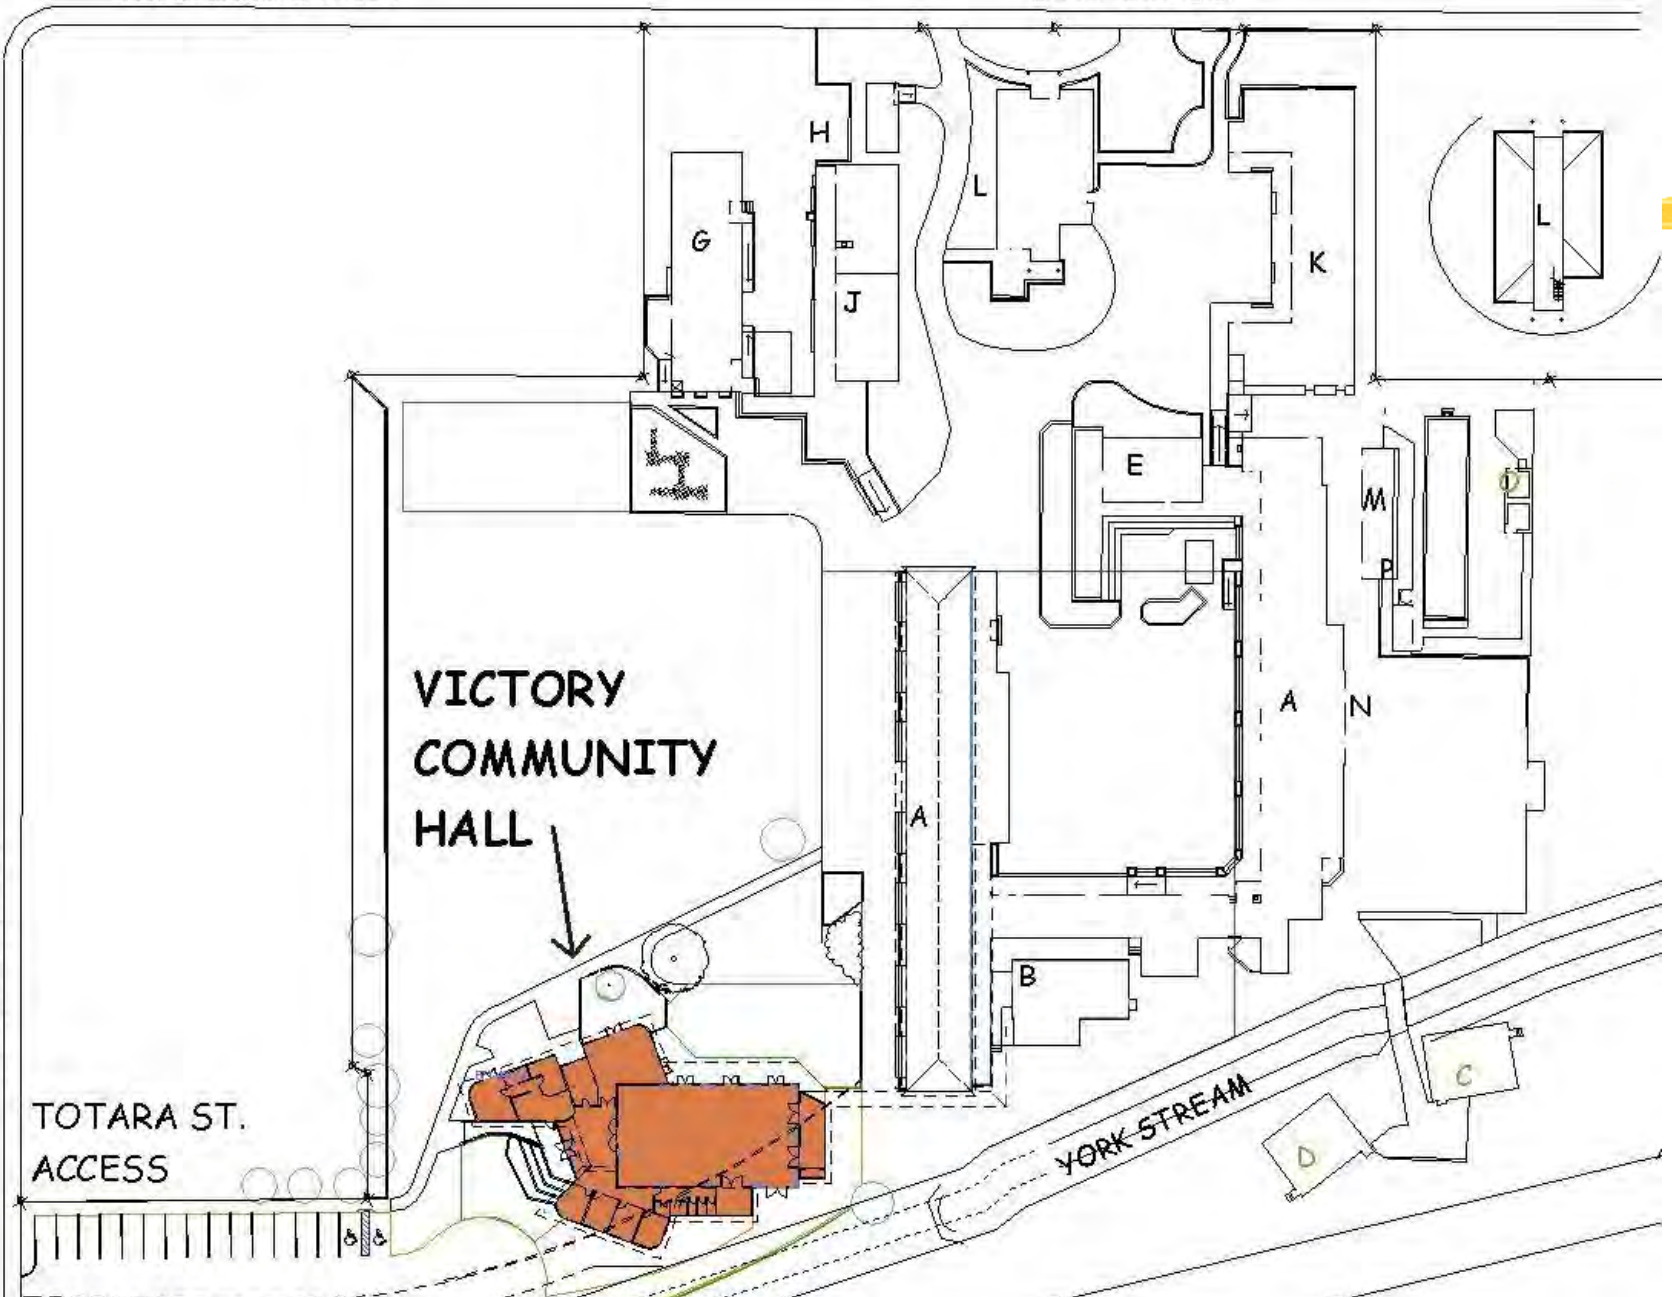 H
L
L
G
K
J
E
M
D
P
VICTORY
COMMUNITY
HALL
A
N
A
B
C
TOTARA ST.
ACCESS
YORK STREAM
D